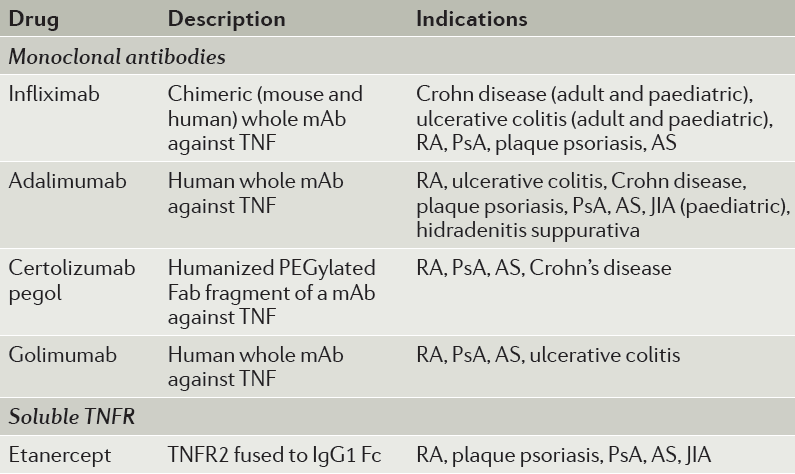 Drug Description Indications
Monoclonal antibodies
Infliximab Chimeric (mouse and Crohn disease (adult and paediatric),
human) whole mAb ulcerative colitis (adult and paediatric),
against TNF RA, PsA, plaque psoriasis, AS
Adalimumab Human whole mAb RA, ulcerative colitis, Crohn disease,
against TNF plaque psoriasis, PsA, AS, JIA (paediatric),
hidradenitis suppurativa
Certolizumab Humanized PEGylated RA, PsA, AS, Crohn’s disease
pegol Fab fragment of a mAb
against TNF
Golimumab Human whole mAb RA, PsA, AS, ulcerative colitis
against TNF
Soluble TNFR
Etanercept TNFR2 fused to IgG1 Fc RA, plaque psoriasis, PsA, AS, JIA